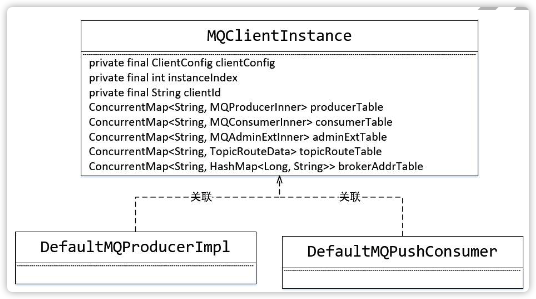 MQClientInstance
private final ClientConfig clientConfig
private final int instanceIndex
private final String clientId
ConcurrentMap<String, MQProducerInner> producerTable
ConcurrentMap<String, MQConsumerInner> consumerTable
ConcurrentMap<String, MQAdminExtInner> adminExtTable
ConcurrentMap<String, TopicRouteData> topicRouteTable
ConcurrentMap<String, HashMap<Long, String>> brokerAddrTable
关联 关联
DefaultMQProducerImpl
DefaultMQPushConsumer